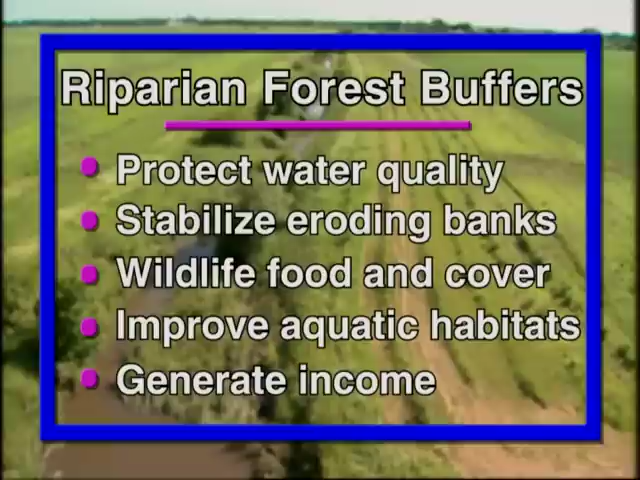 Riparian Forest Buffers
Protect water quality
Stabilize eroding banks
Wildlife food and cover
Improve aquatic habitats
Generate income